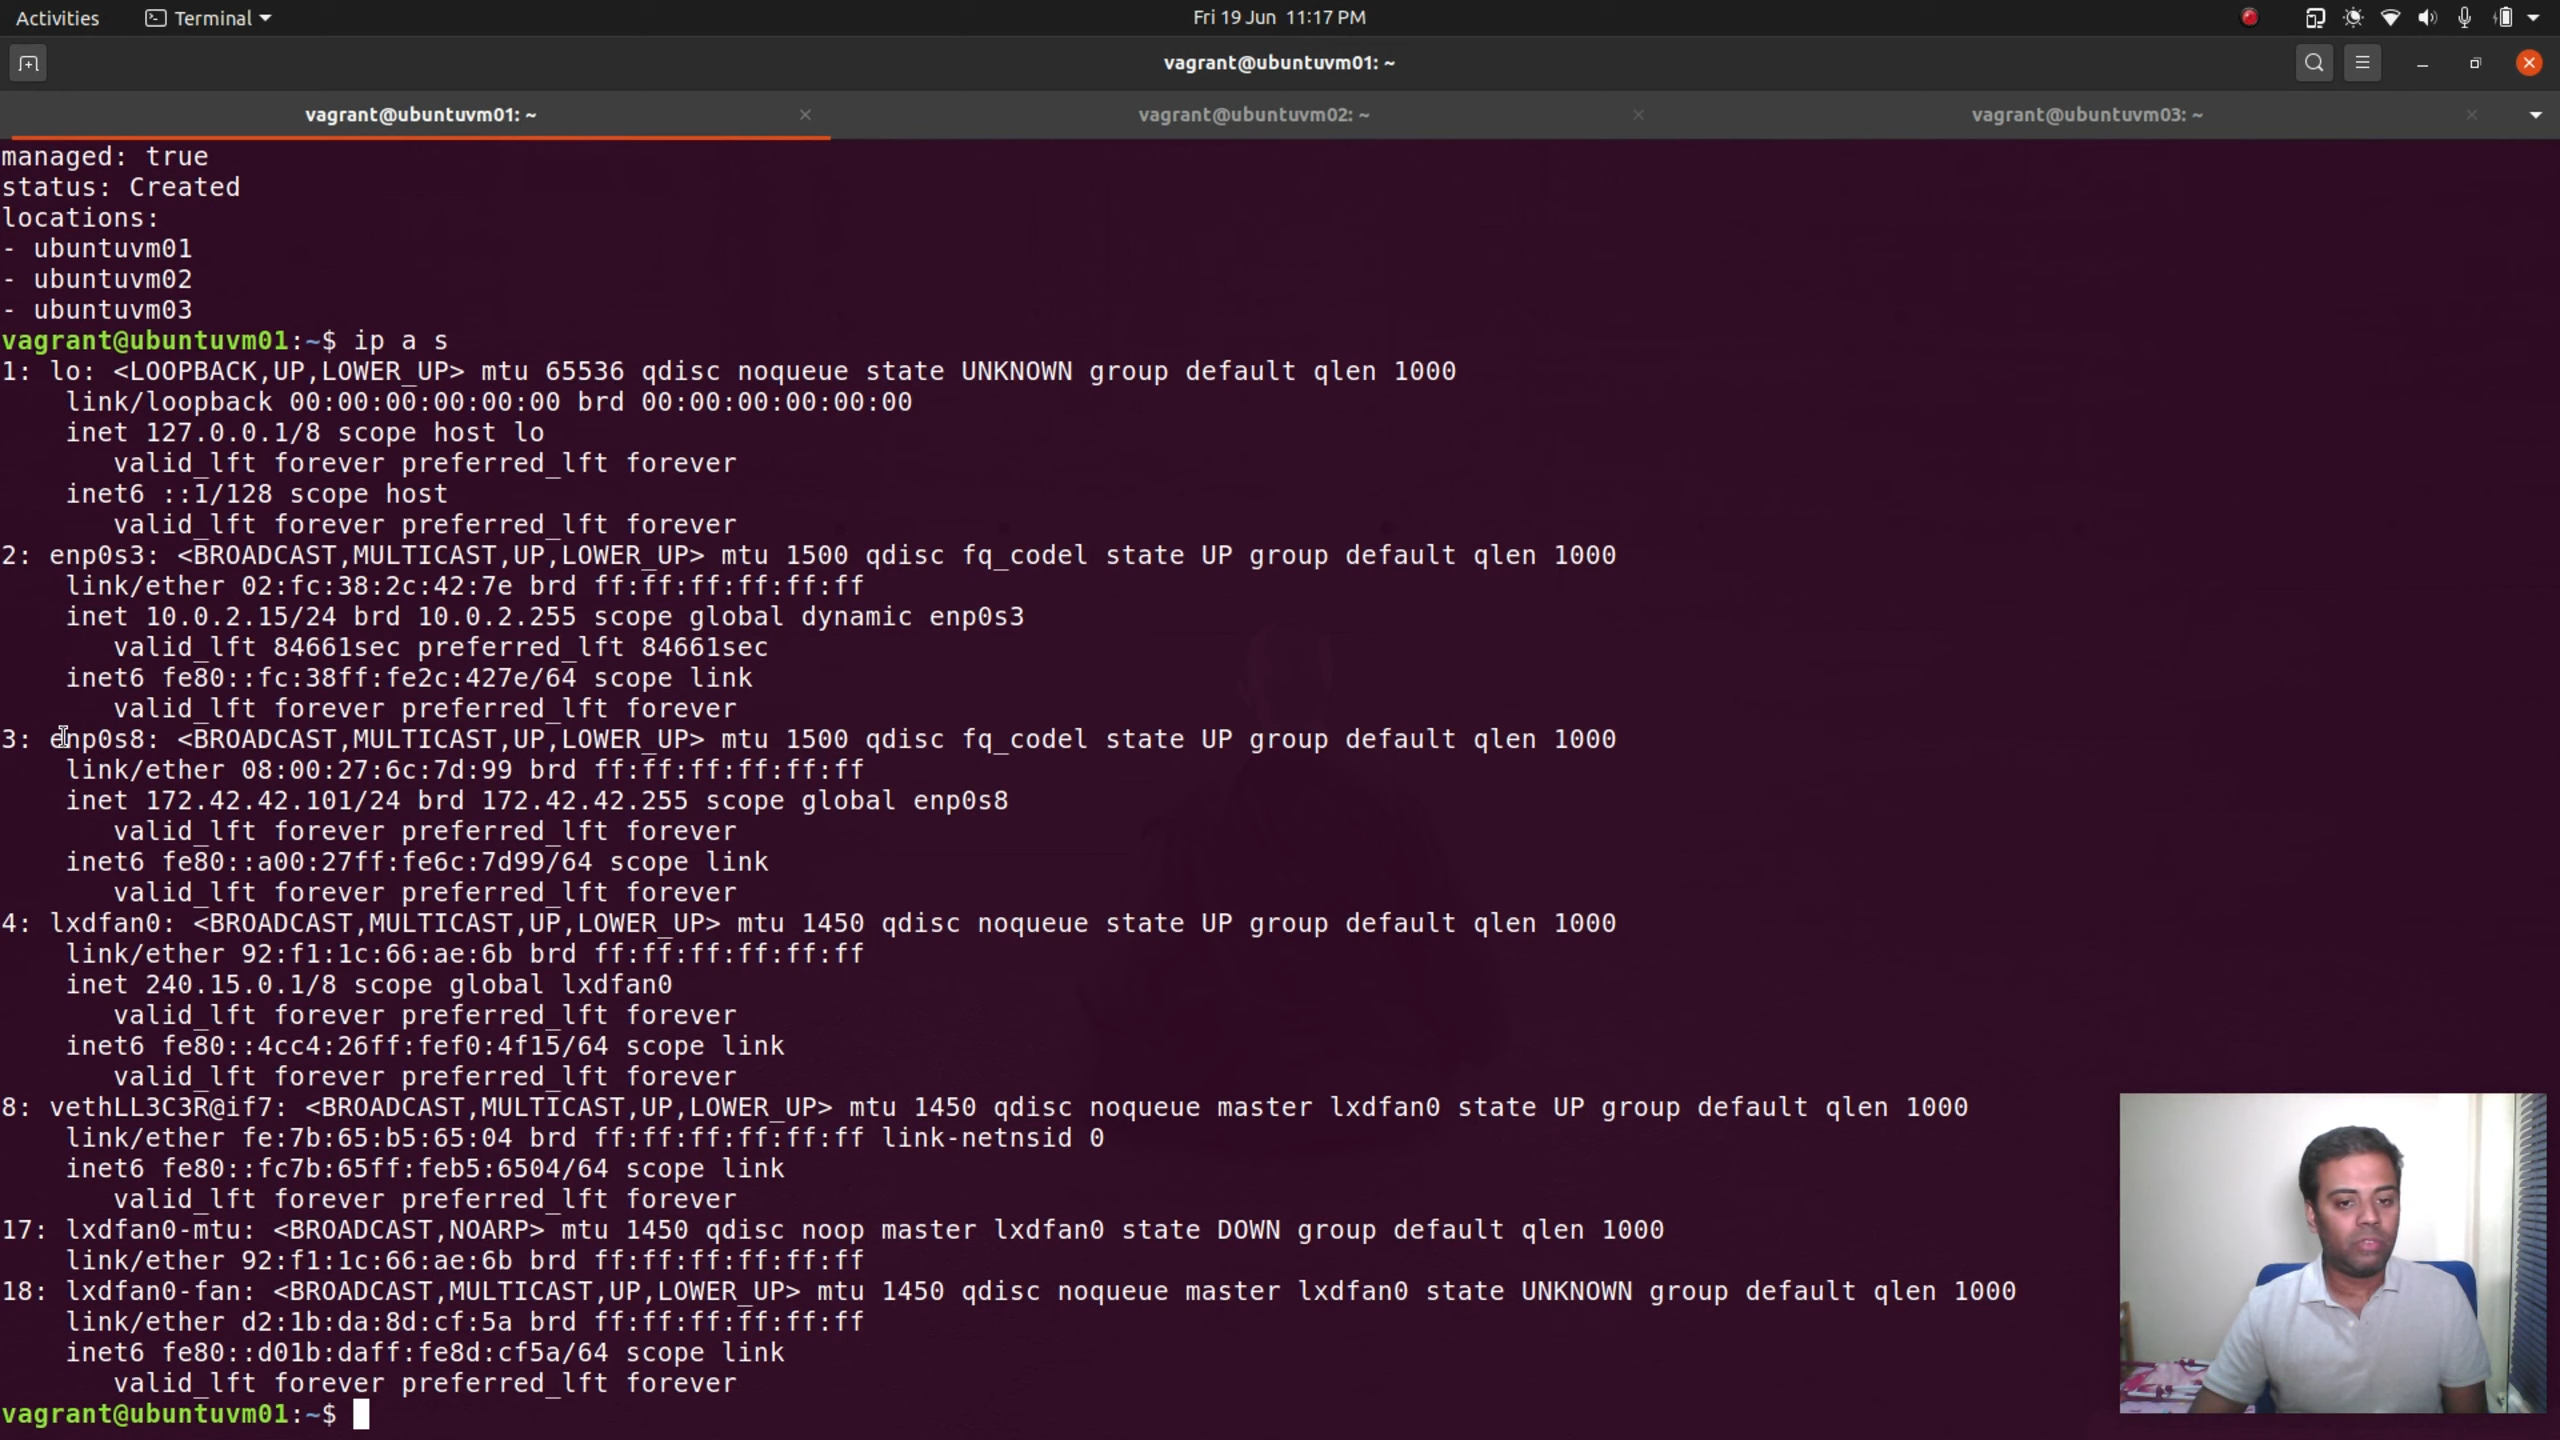 Activities Terminal Fri 19 Jun 11:17 PM
vagrant@ubuntuvm01: ~
vagrant@ubuntuvm01: ~ vagrant@ubuntuvm02: ~ vagrant@ubuntuvm03: ~
managed: true
status: Created
locations:
- ubuntuvm01
- ubuntuvm02
- ubuntuvm03
vagrant@ubuntuvm01:~$ ip a s
1: lo: <LOOPBACK,UP,LOWER_UP> mtu 65536 qdisc noqueue state UNKNOWN group default qlen 1000
link/loopback 00:00:00:00:00:00 brd 00:00:00:00:00:00
inet 127.0.0.1/8 scope host lo
valid_lft forever preferred_lft forever
inet6 ::1/128 scope host
valid_lft forever preferred_lft forever
2: enp0s3: <BROADCAST,MULTICAST,UP,LOWER_UP> mtu 1500 qdisc fq_codel state UP group default qlen 1000
link/ether 02:fc:38:2c:42:7e brd ff:ff:ff:ff:ff:ff
inet 10.0.2.15/24 brd 10.0.2.255 scope global dynamic enp0s3
valid_lft 84661sec preferred_lft 84661sec
inet6 fe80::fc:38ff:fe2c:427e/64 scope link
valid_lft forever preferred_lft forever
3: enp0s8: <BROADCAST,MULTICAST,UP,LOWER_UP> mtu 1500 qdisc fq_codel state UP group default qlen 1000
link/ether 08:00:27:6c:7d:99 brd ff:ff:ff:ff:ff:ff
inet 172.42.42.101/24 brd 172.42.42.255 scope global enp0s8
valid_lft forever preferred_lft forever
inet6 fe80::a00:27ff:fe6c:7d99/64 scope link
valid_lft forever preferred_lft forever
4: lxdfan0: <BROADCAST,MULTICAST,UP,LOWER_UP> mtu 1450 qdisc noqueue state UP group default qlen 1000
link/ether 92:f1:1c:66:ae:6b brd ff:ff:ff:ff:ff:ff
inet 240.15.0.1/8 scope global lxdfan0
valid_lft forever preferred_lft forever
inet6 fe80::4cc4:26ff:fef0:4f15/64 scope link
valid_lft forever preferred_lft forever
8: vethLL3C3R@if7: <BROADCAST,MULTICAST,UP,LOWER_UP> mtu 1450 qdisc noqueue master lxdfan0 state UP group default qlen 1000
link/ether fe:7b:65:b5:65:04 brd ff:ff:ff:ff:ff:ff link-netnsid 0
inet6 fe80::fc7b:65ff:feb5:6504/64 scope link
valid_lft forever preferred_lft forever
17: lxdfan0-mtu: <BROADCAST,NOARP> mtu 1450 qdisc noop master lxdfan0 state DOWN group default qlen 1000
link/ether 92:f1:1c:66:ae:6b brd ff:ff:ff:ff:ff:ff
18: lxdfan0-fan: <BROADCAST,MULTICAST,UP,LOWER_UP> mtu 1450 qdisc noqueue master lxdfan0 state UNKNOWN group default qlen 1000
link/ether d2:1b:da:8d:cf:5a brd ff:ff:ff:ff:ff:ff
inet6 fe80::d01b:daff:fe8d:cf5a/64 scope link
valid_lft forever preferred_lft forever
vagrant@ubuntuvm01:~$